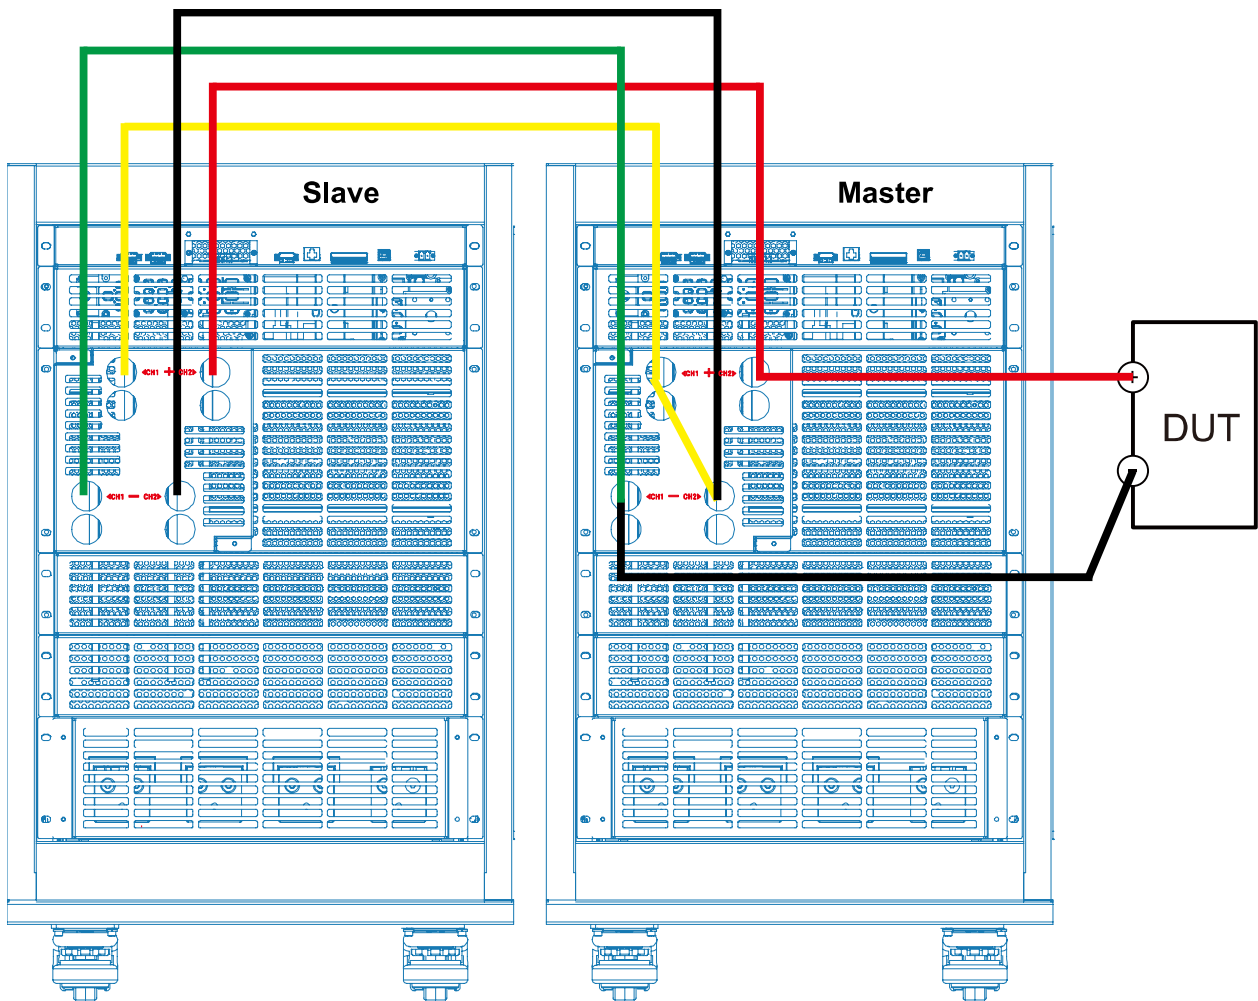 Slave
Master
◄CH1 + CH2►
◄CH1 + CH2►
+
DUT
-
◄CH1 — CH2►
◄CH1 — CH2►